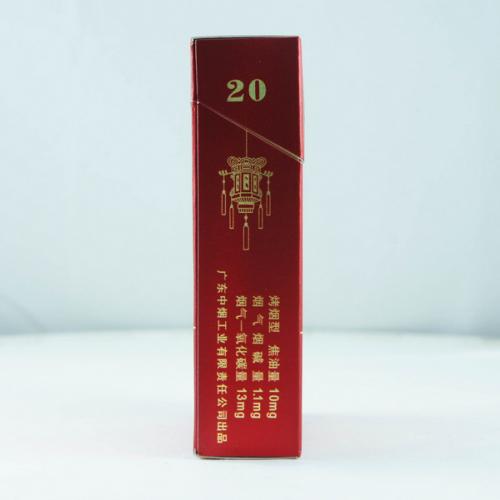 20
烤烟型 焦油量 10mg
烟气烟碱量 1.1mg
烟气一氧化碳量 13mg
广东中烟工业有限责任公司出品